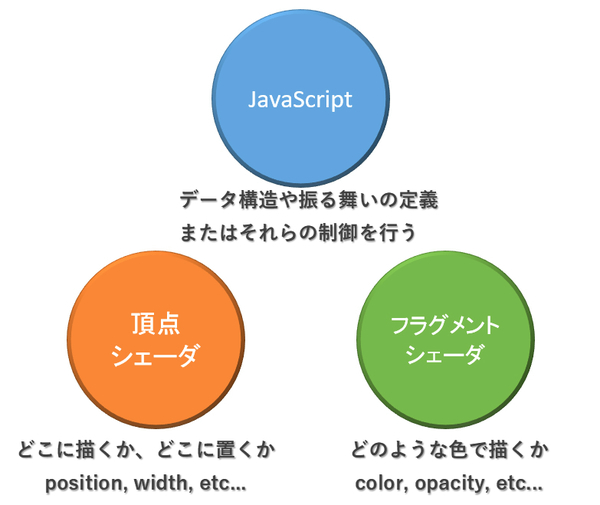 JavaScript
データ構造や振る舞いの定義
またはそれらの制御を行う
頂点
シェーダ
フラグメント
シェーダ
どこに描くか、どこに置くか
position, width, etc...
どのような色で描くか
color, opacity, etc...